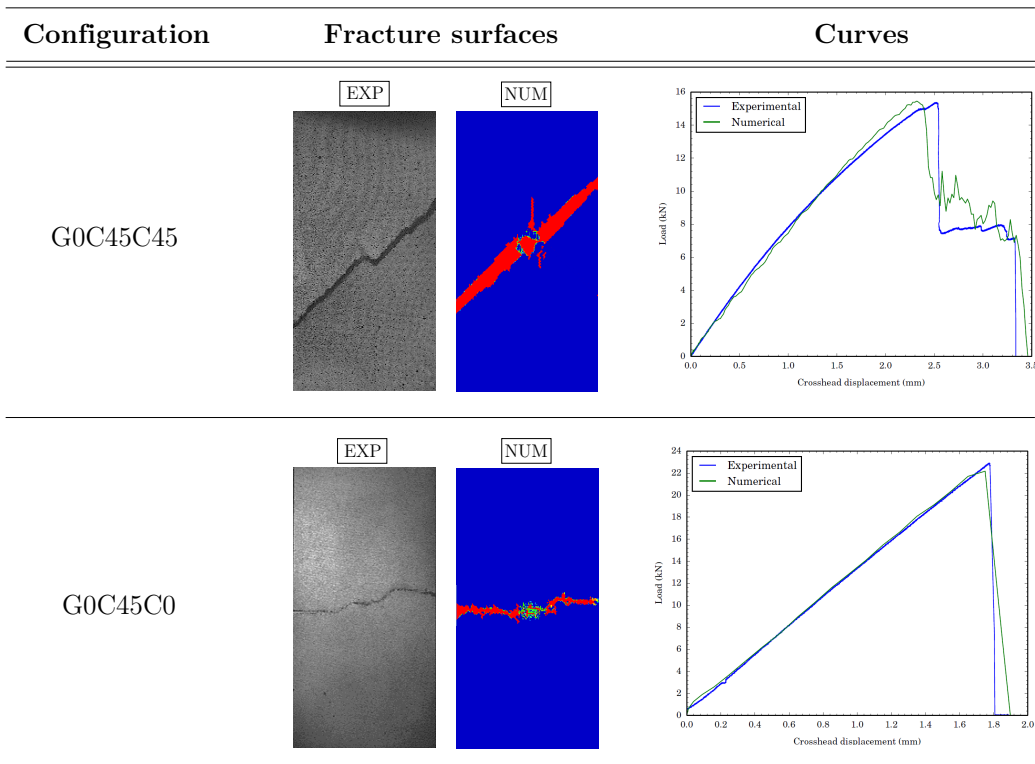 Configuration Fracture surfaces Curves
EXP NUM
G0C45C45
16
14
12
10
8
6
4
2
0
0.0 0.5 1.0 1.5 2.0 2.5 3.0 3.5
Load (kN)
Crosshead displacement (mm)
Experimental
Numerical
EXP NUM
G0C45C0
24
22
20
18
16
14
12
10
8
6
4
2
0
0.0 0.2 0.4 0.6 0.8 1.0 1.2 1.4 1.6 1.8 2.0
Load (kN)
Crosshead displacement (mm)
Experimental
Numerical